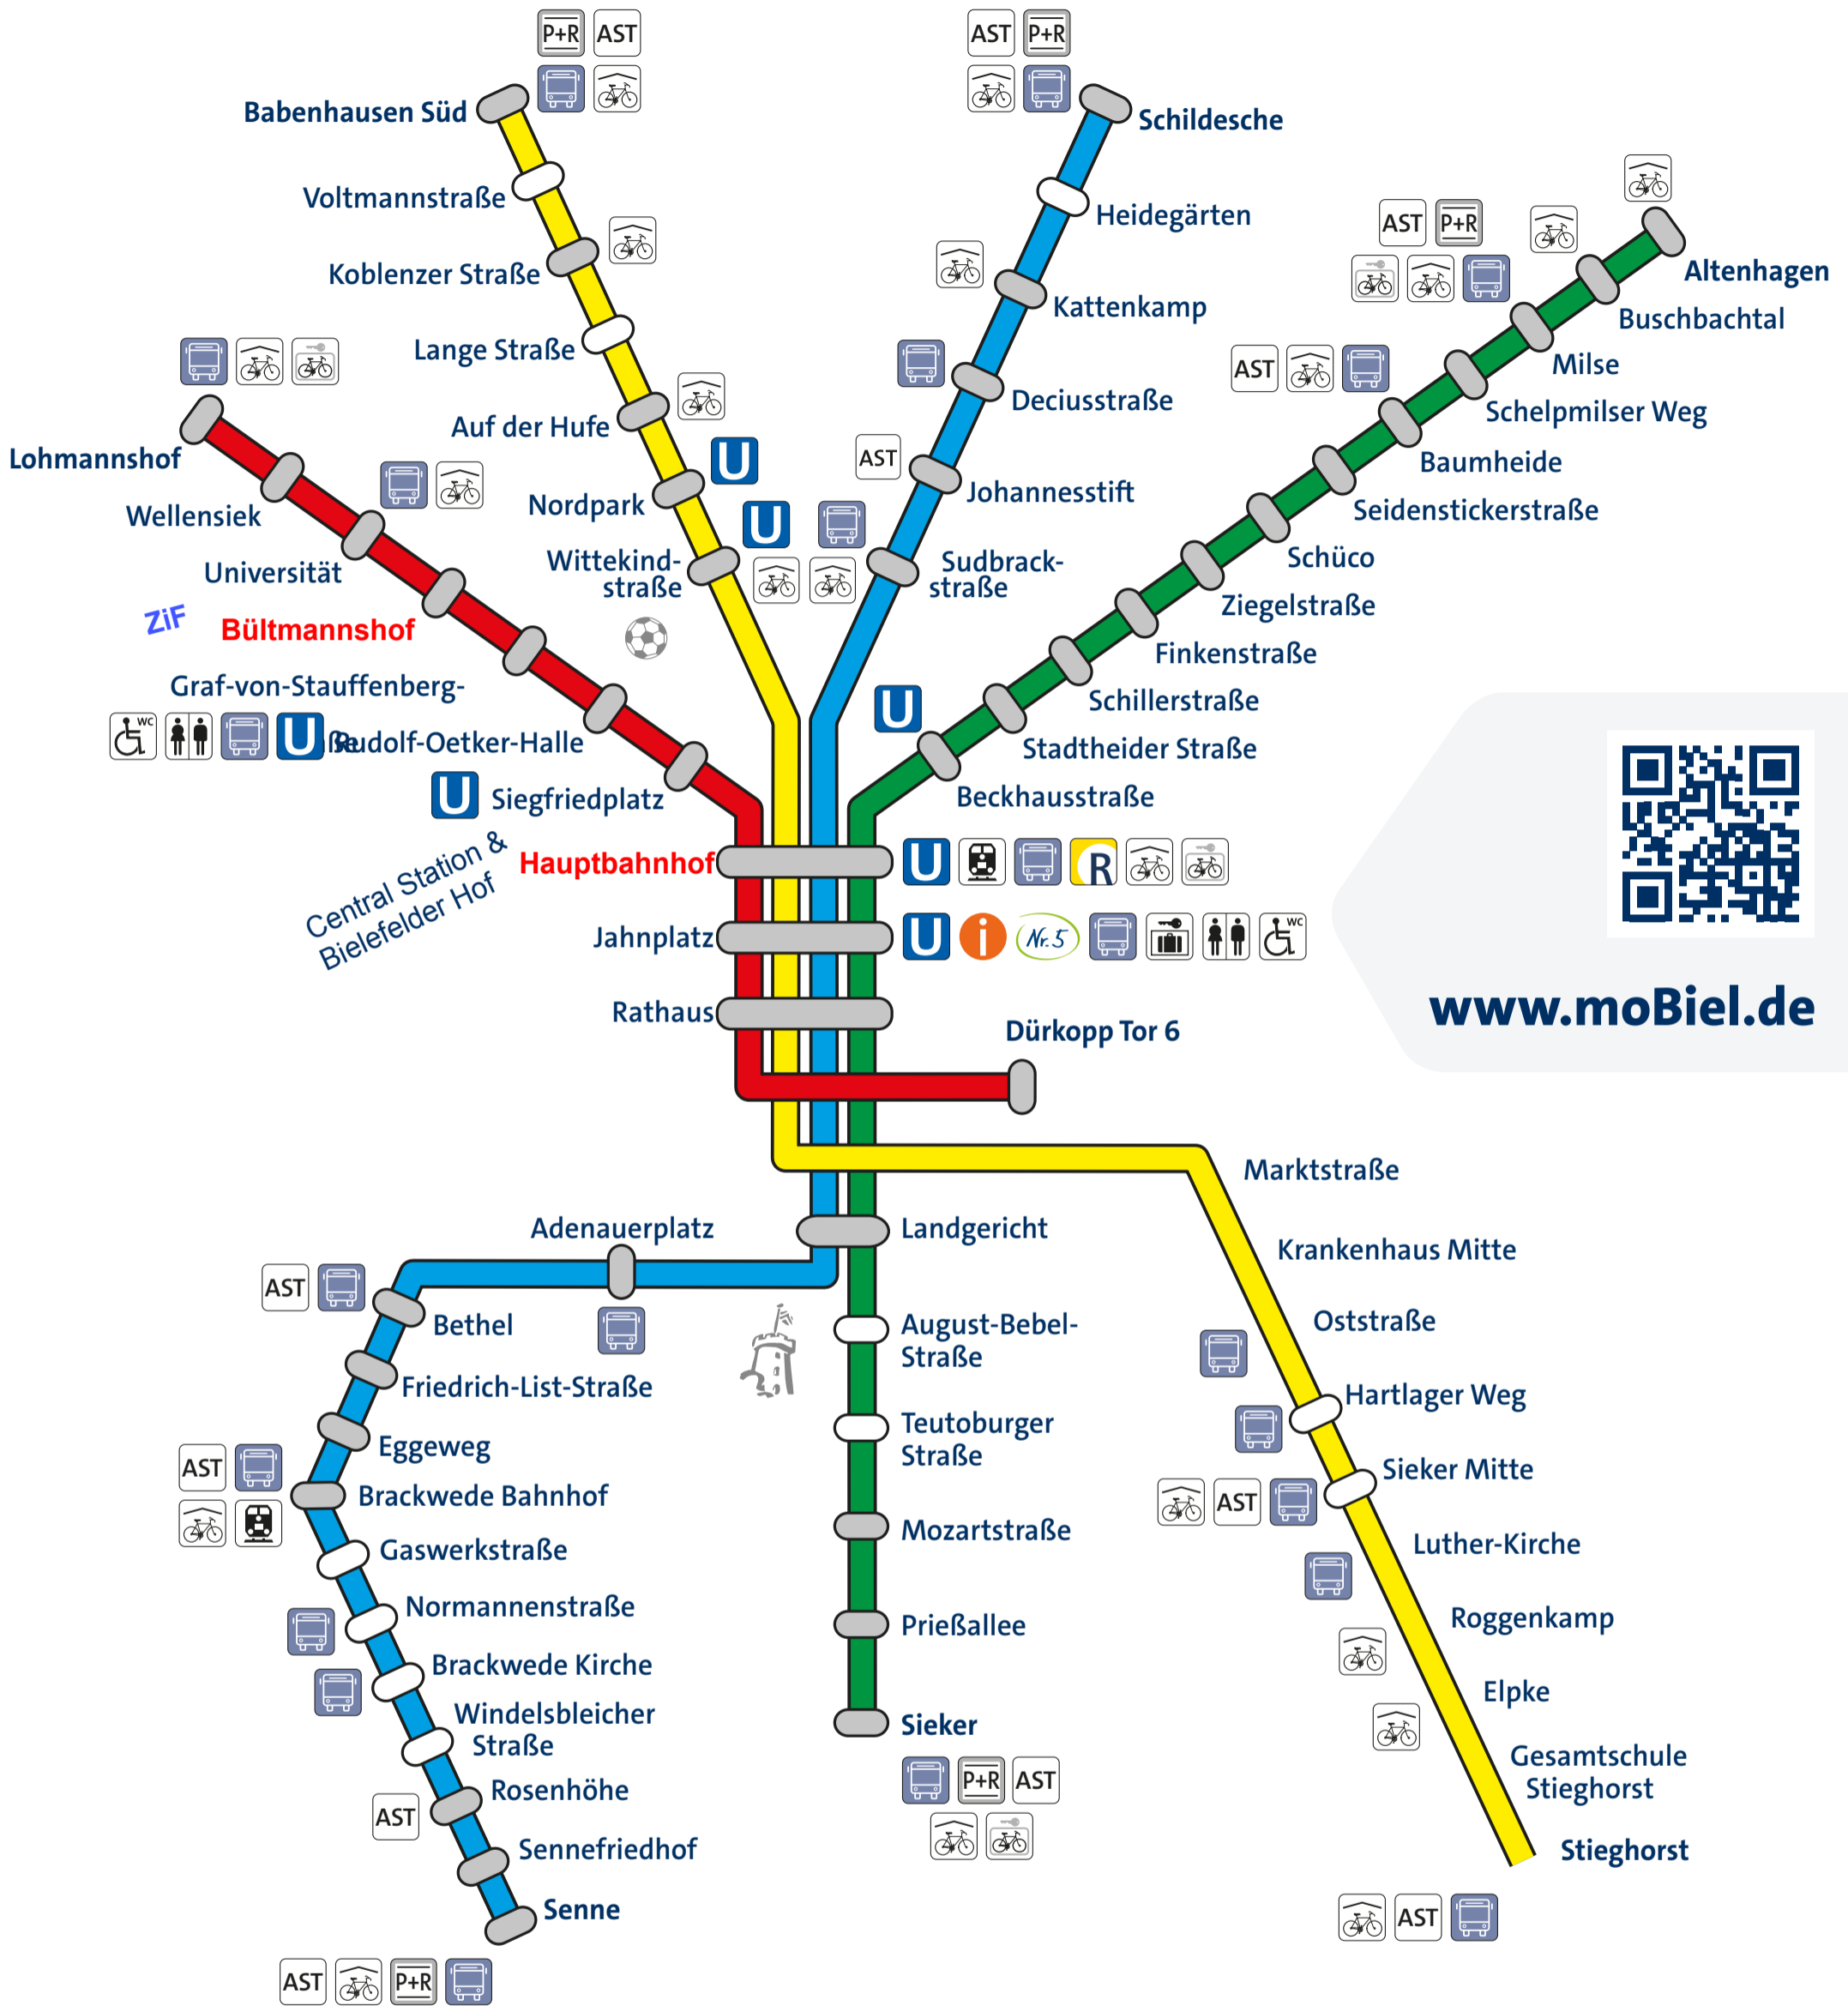 P+R AST
AST P+R
Babenhausen Süd
Schildesche
Voltmannstraße
Heidegärten
AST P+R
Altenhagen
Koblenzer Straße
Kattenkamp
Buschbachtal
Lange Straße
AST
Milse
Deciusstraße
Schelpmilser Weg
Auf der Hufe
U
AST
Lohmannshof
Baumheide
Nordpark
Johannesstift
Wellensiek
U
Seidenstickerstraße
Wittekind-
straße
Sudbrack-
straße
Schüco
Universität
Ziegelstraße
ZiF
Bültmannshof
Finkenstraße
Graf-von-Stauffenberg-
U
Schillerstraße
WC
U
ße
Rudolf-Oetker-Halle
Stadtheider Straße
U Siegfriedplatz
Beckhausstraße
Central Station &
Bielefelder Hof
Hauptbahnhof
U R
Jahnplatz
U i Nr. 5 WC
www.moBiel.de
Rathaus
Dürkopp Tor 6
Marktstraße
Adenauerplatz
Landgericht
Krankenhaus Mitte
AST
Bethel
August-Bebel-
Straße
Oststraße
Friedrich-List-Straße
Hartlager Weg
Teutoburger
Straße
Eggeweg
AST
Sieker Mitte
Brackwede Bahnhof
AST
Mozartstraße
Gaswerkstraße
Luther-Kirche
Normannenstraße
Prießallee
Roggenkamp
Brackwede Kirche
Elpke
Windelsbleicher
Straße
Sieker
Gesamtschule
Stieghorst
P+R AST
Rosenhöhe
AST
Sennefriedhof
Stieghorst
Senne
AST
AST P+R